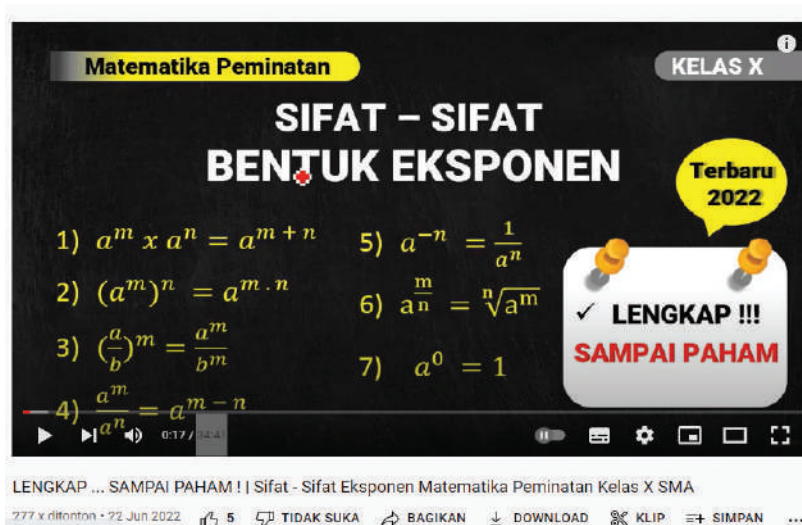 Matematika Peminatan
KELAS X
SIFAT – SIFAT
BENTUK EKSPONEN
Terbaru
2022
1) a^m x a^n = a^{m + n}
2) (a^m)^n = a^{m . n}
3) (a/b)^m = a^m/b^m
4) a^m/a^n = a^{m – n}
5) a^{-n} = 1/a^n
6) a^{m/n} = ⁿ√a^m
7) a^0 = 1
✓ LENGKAP !!!
SAMPAI PAHAM
0:17 / 34:41
LENGKAP ... SAMPAI PAHAM ! | Sifat - Sifat Eksponen Matematika Peminatan Kelas X SMA
277 x ditonton • 22 Jun 2022 5 TIDAK SUKA BAGIKAN DOWNLOAD KLIP SIMPAN ...